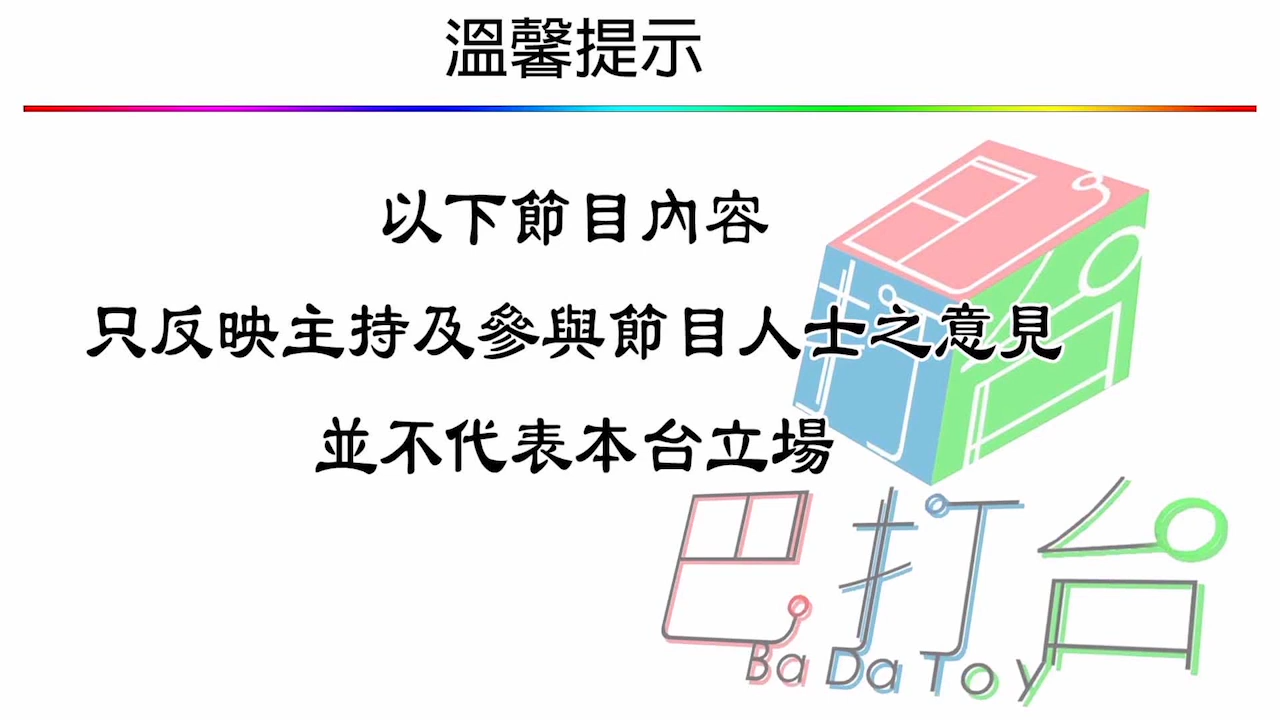 溫馨提示
以下節目內容
只反映主持及參與節目人士之意見
並不代表本台立場
巴打台
BaDaToy